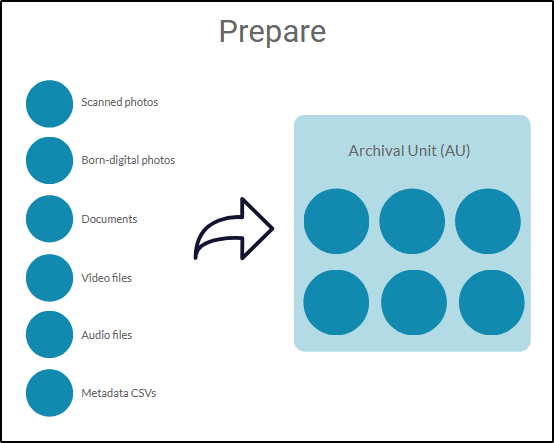 Prepare
Scanned photos
Born-digital photos
Documents
Video files
Audio files
Metadata CSVs
Archival Unit (AU)